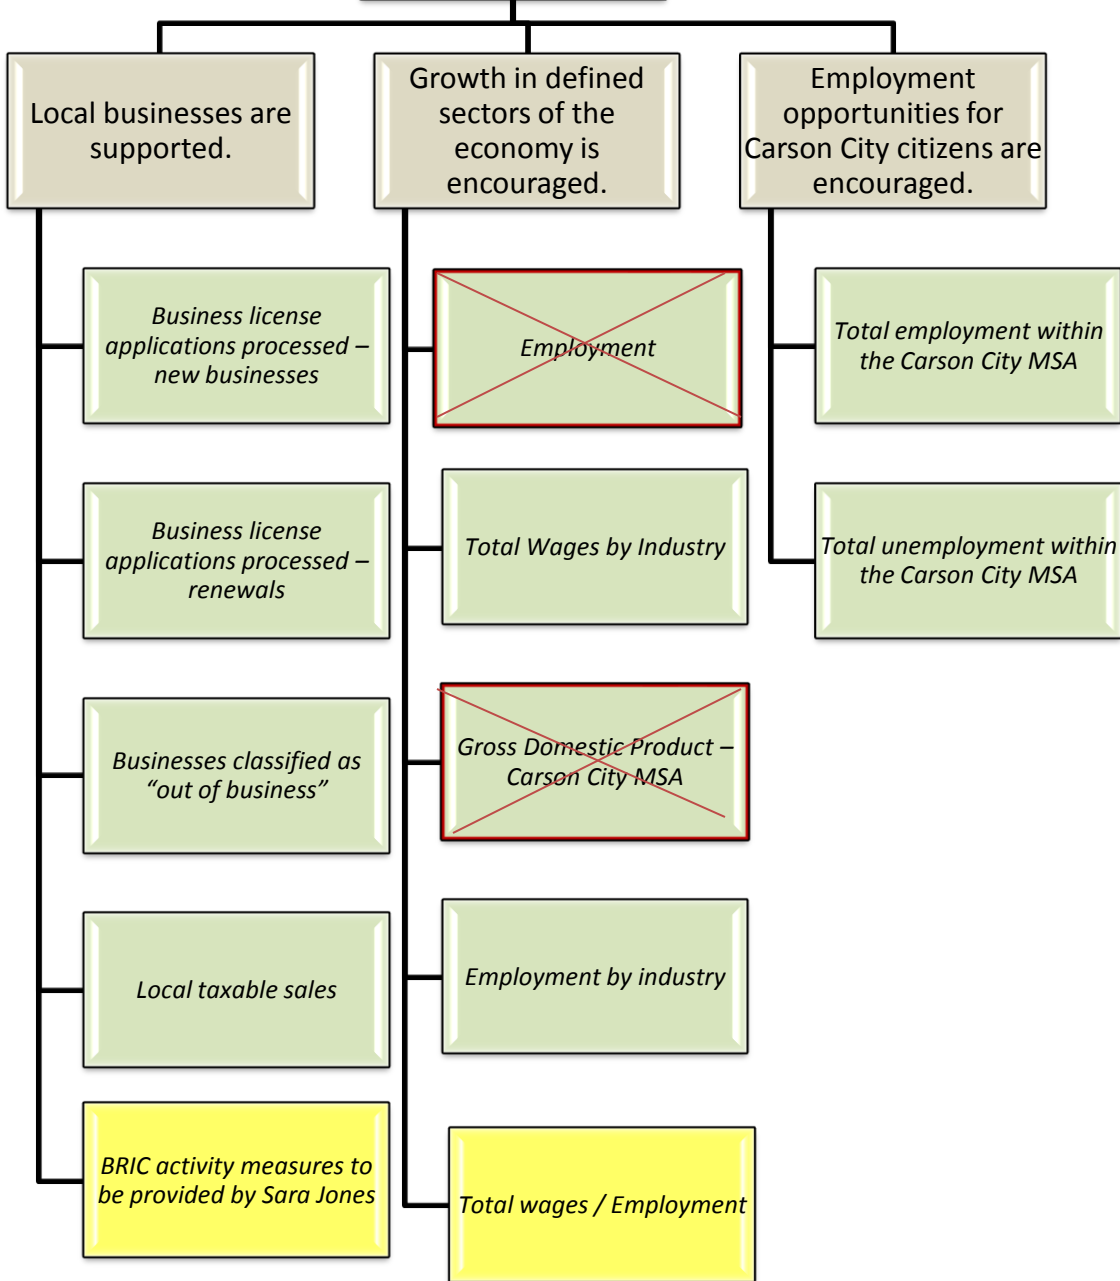 Local businesses are
supported.
Growth in defined
sectors of the
economy is
encouraged.
Employment
opportunities for
Carson City citizens are
encouraged.
Business license
applications processed –
new businesses
Business license
applications processed –
renewals
Businesses classified as
“out of business”
Local taxable sales
BRIC activity measures to
be provided by Sara Jones
Employment
Total Wages by Industry
Gross Domestic Product –
Carson City MSA
Employment by industry
Total wages / Employment
Total employment within
the Carson City MSA
Total unemployment within
the Carson City MSA